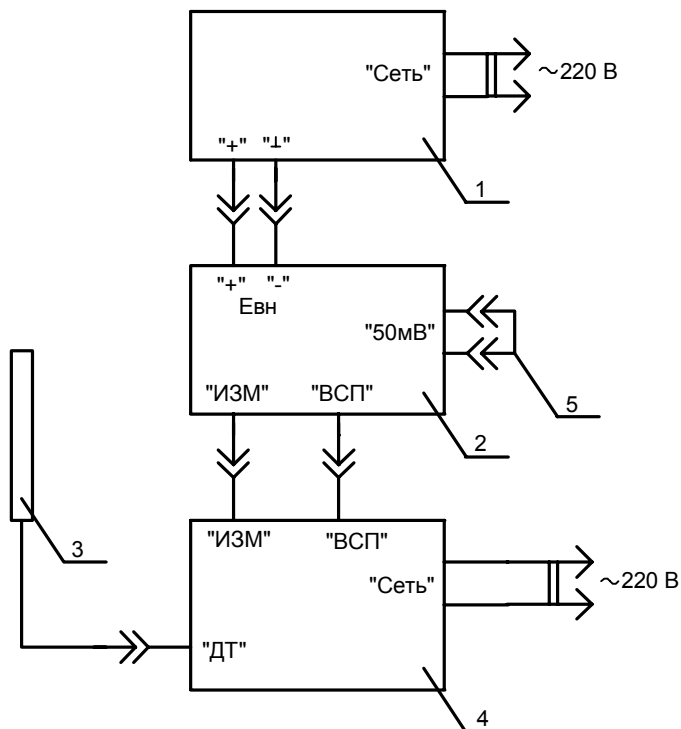 "Сеть"
~220 В
"+" "⊥"
1
"+" "-"
Евн
"50мВ"
"ИЗМ" "ВСП"
5
2
"ИЗМ" "ВСП"
3
"Сеть"
~220 В
"ДТ"
4